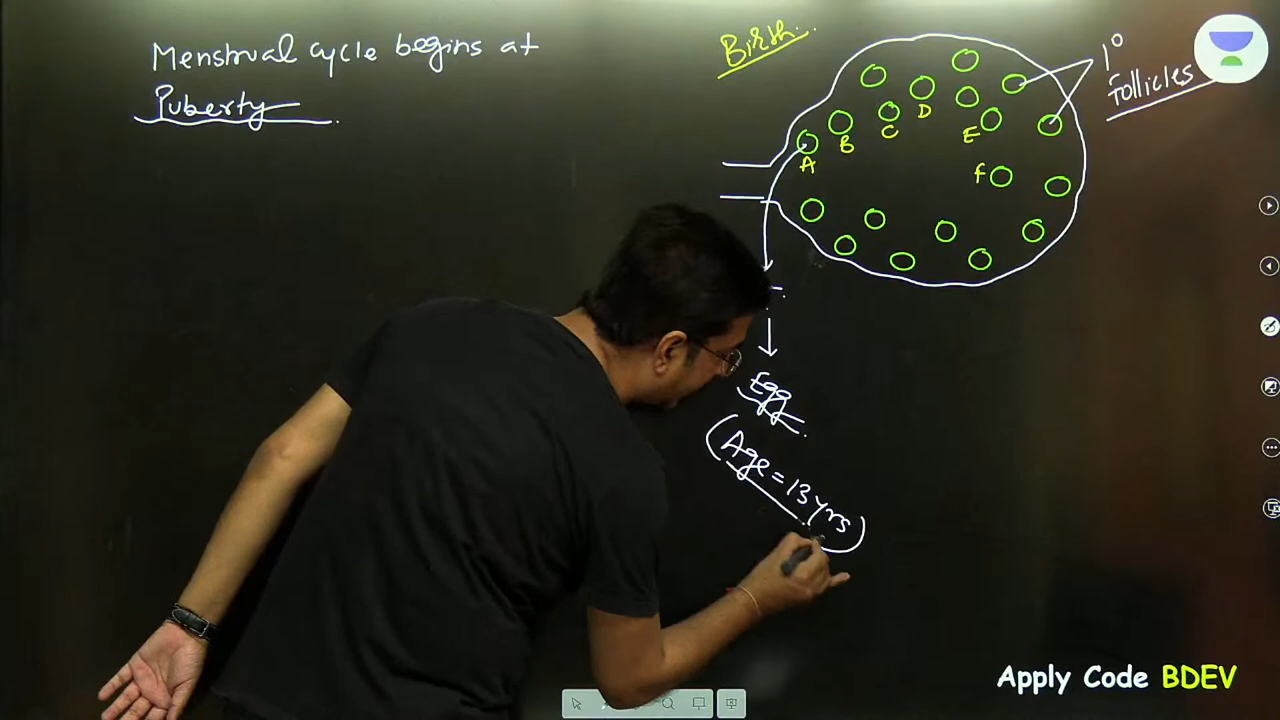 Menstrual cycle begins at
Puberty
Birth.
1° follicles
A
B
C
D
E
f
Egg
(Age = 13 yrs)
Apply Code BDEV